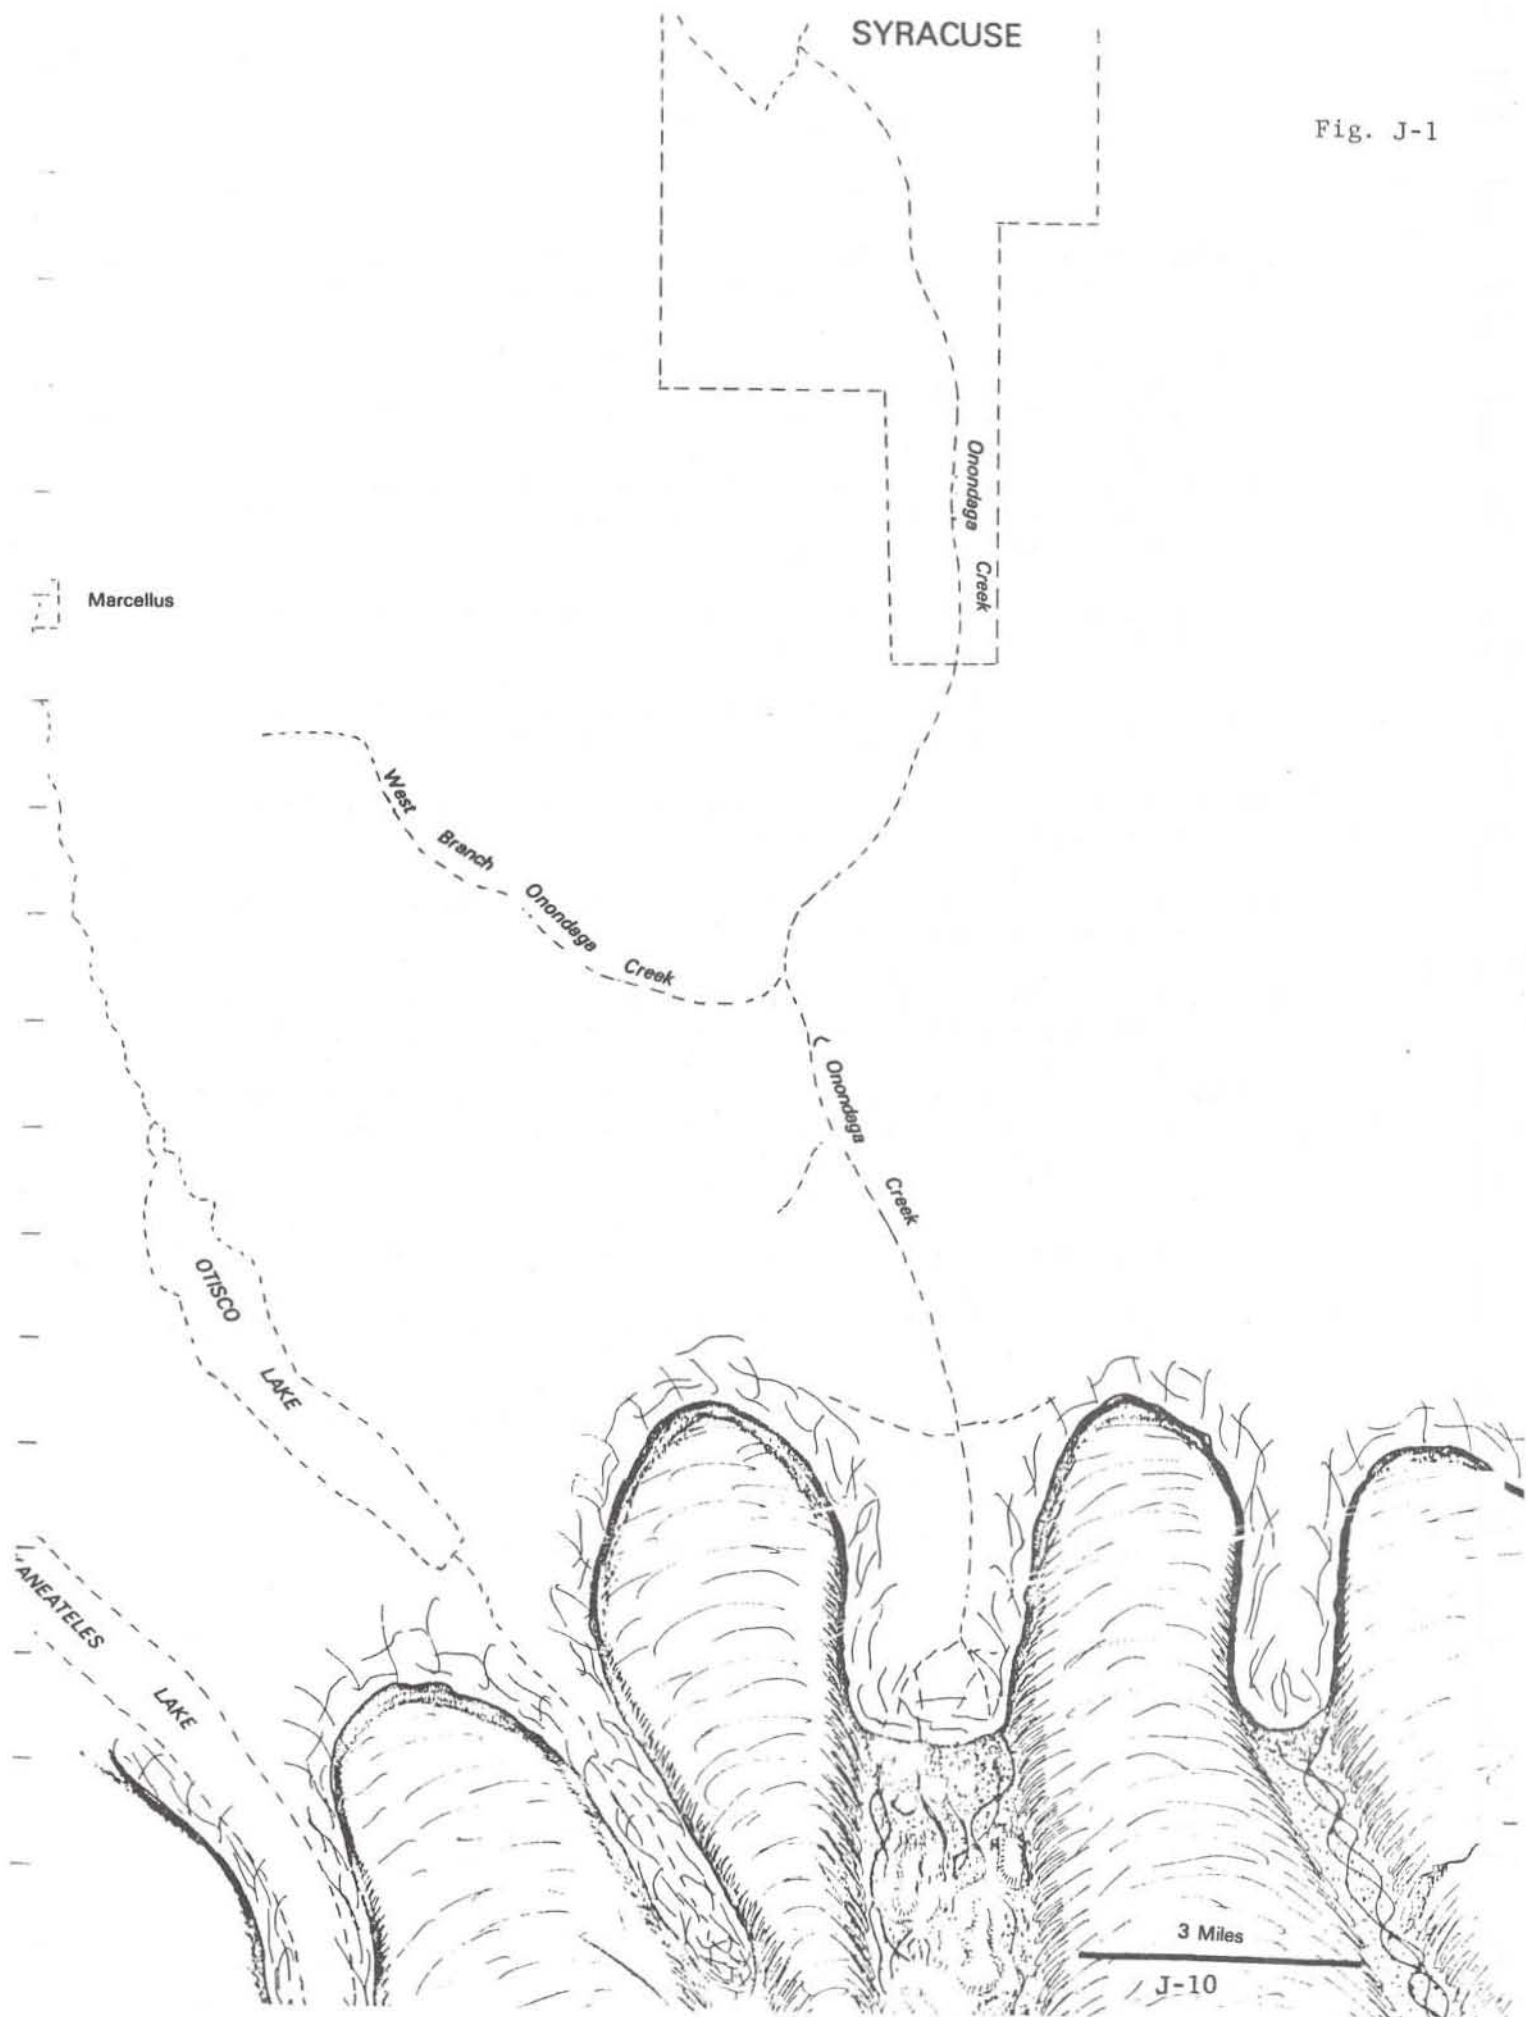 SYRACUSE
Fig. J-1
Onondaga Creek
Marcellus
West Branch Onondaga Creek
Onondaga Creek
OTISCO LAKE
ANEATELES LAKE
3 Miles
J-10